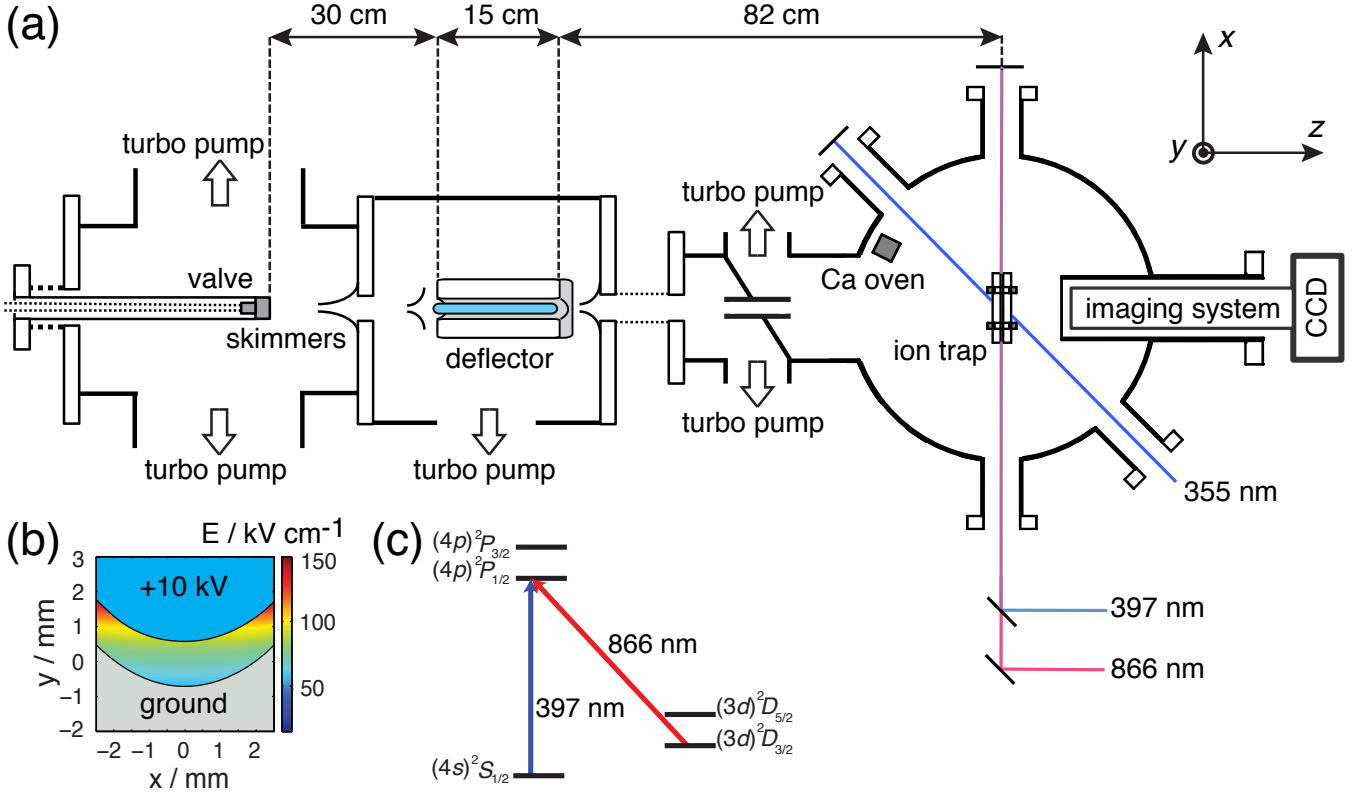 (a)
30 cm
15 cm
82 cm
x
y
z
turbo pump
turbo pump
valve
skimmers
deflector
Ca oven
ion trap
imaging system
CCD
turbo pump
turbo pump
turbo pump
355 nm
397 nm
866 nm
(b)
E / kV cm⁻¹
3
2
1
0
−1
−2
y / mm
+10 kV
ground
150
100
50
−2
−1
0
1
2
x / mm
(c)
(4p)²P₃/₂
(4p)²P₁/₂
866 nm
397 nm
(3d)²D₅/₂
(3d)²D₃/₂
(4s)²S₁/₂